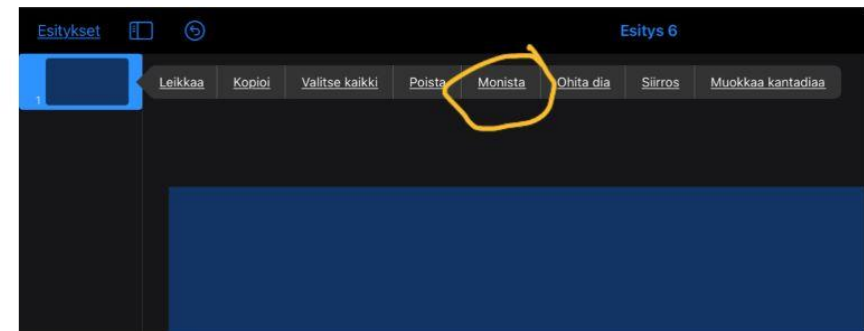 Esitykset Esitys 6
Leikkaa Kopioi Valitse kaikki Poista Monista Ohita dia Siirros Muokkaa kantadiaa
1